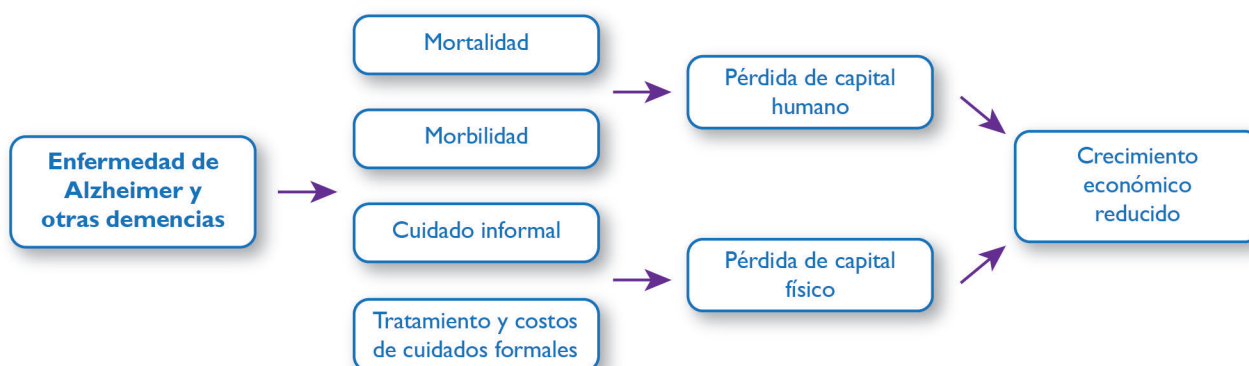 Enfermedad de
Alzheimer y
otras demencias
Mortalidad
Morbilidad
Cuidado informal
Tratamiento y costos
de cuidados formales
Pérdida de capital
humano
Pérdida de capital
físico
Crecimiento
económico
reducido